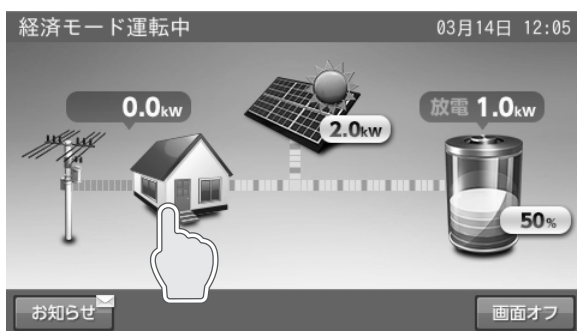 経済モード運転中
03月14日 12:05
0.0kw
2.0kw
放電 1.0kw
50%
お知らせ
画面オフ